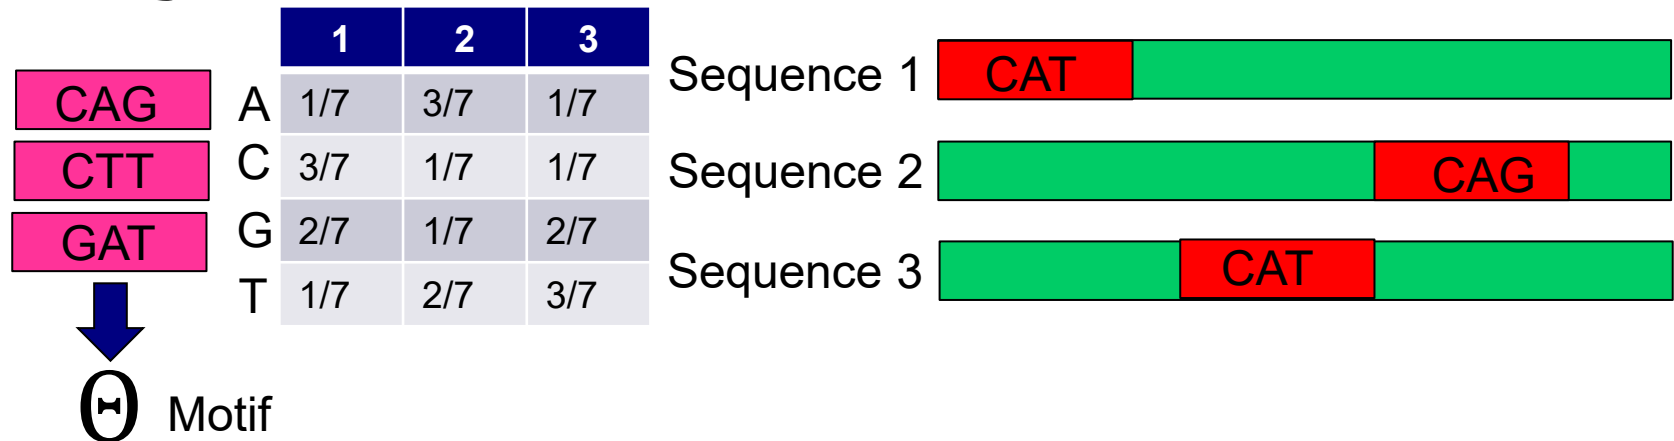 CAG
CTT
GAT
Θ Motif
1 2 3
A 1/7 3/7 1/7
C 3/7 1/7 1/7
G 2/7 1/7 2/7
T 1/7 2/7 3/7
Sequence 1 CAT
Sequence 2 CAG
Sequence 3 CAT